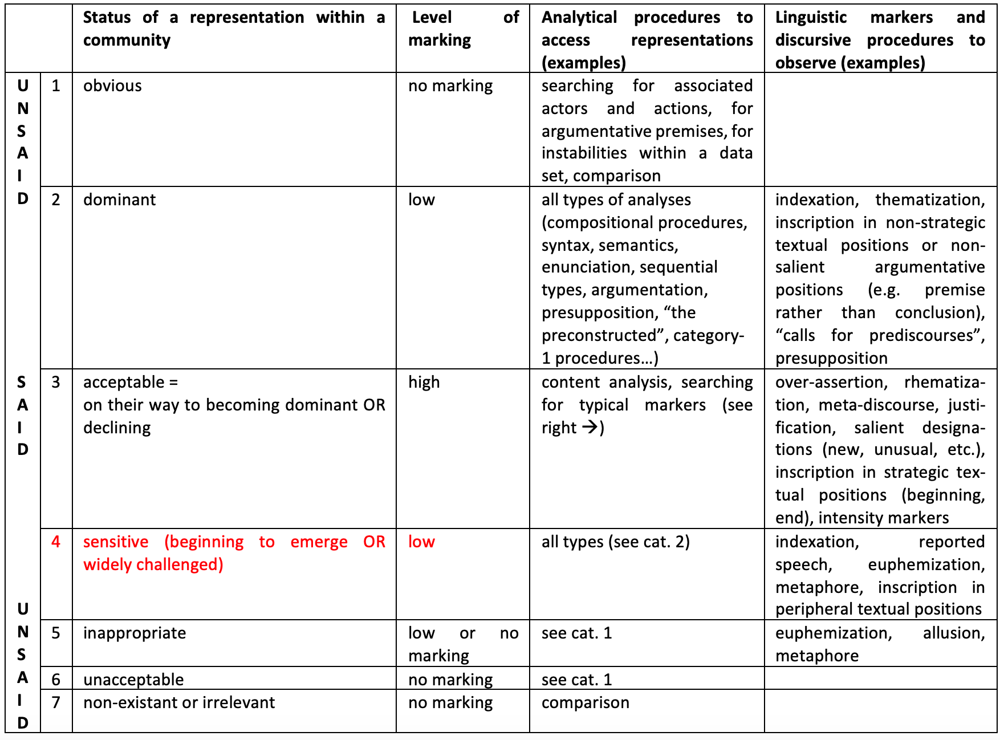 Status of a representation within a
community
Level of
marking
Analytical procedures to
access representations
(examples)
Linguistic markers and
discursive procedures to
observe (examples)
U
N
S
A
I
D
1
obvious
no marking
searching for associated
actors and actions, for
argumentative premises, for
instabilities within a data
set, comparison
2
dominant
low
all types of analyses
(compositional procedures,
syntax, semantics,
enunciation, sequential
types, argumentation,
presupposition, “the
preconstructed”, category-
1 procedures…)
indexation, thematization,
inscription in non-strategic
textual positions or non-
salient argumentative
positions (e.g. premise
rather than conclusion),
“calls for prediscourses”,
presupposition
S
A
I
D
3
acceptable =
on their way to becoming dominant OR
declining
high
content analysis, searching
for typical markers (see
right →)
over-assertion, rhematiza-
tion, meta-discourse, justi-
fication, salient designa-
tions (new, unusual, etc.),
inscription in strategic tex-
tual positions (beginning,
end), intensity markers
4
sensitive (beginning to emerge OR
widely challenged)
low
all types (see cat. 2)
indexation, reported
speech, euphemization,
metaphore, inscription in
peripheral textual positions
U
N
S
A
I
D
5
inappropriate
low or no
marking
see cat. 1
euphemization, allusion,
metaphore
6
unacceptable
no marking
see cat. 1
7
non-existant or irrelevant
no marking
comparison